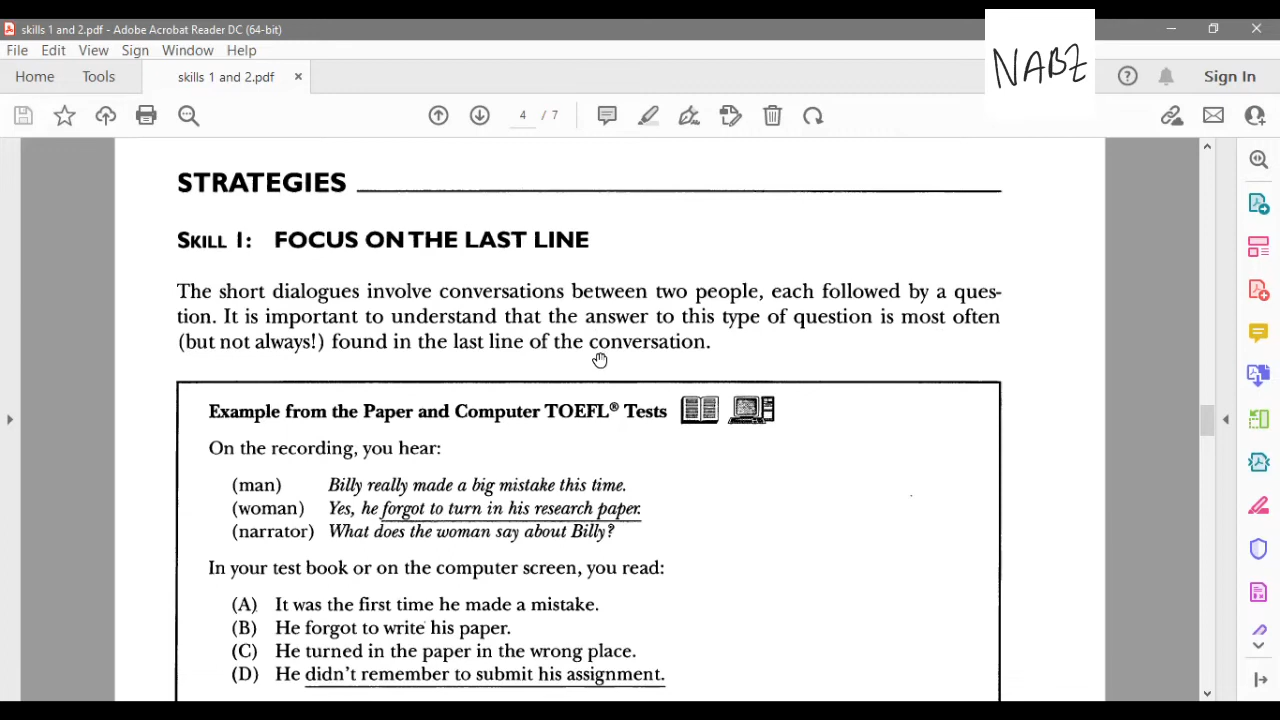 skills 1 and 2.pdf - Adobe Acrobat Reader DC (64-bit)
File Edit View Sign Window Help
NABZ
Home Tools skills 1 and 2.pdf × Sign In
4 / 7
STRATEGIES
SKILL 1: FOCUS ON THE LAST LINE
The short dialogues involve conversations between two people, each followed by a ques-
tion. It is important to understand that the answer to this type of question is most often
(but not always!) found in the last line of the conversation.
Example from the Paper and Computer TOEFL® Tests
On the recording, you hear:
(man) Billy really made a big mistake this time.
(woman) Yes, he forgot to turn in his research paper.
(narrator) What does the woman say about Billy?
In your test book or on the computer screen, you read:
(A) It was the first time he made a mistake.
(B) He forgot to write his paper.
(C) He turned in the paper in the wrong place.
(D) He didn't remember to submit his assignment.